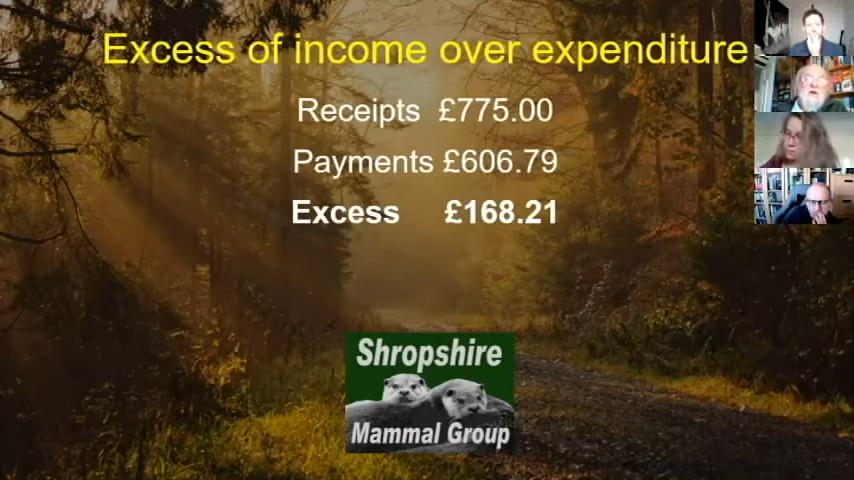 Excess of income over expenditure
Receipts £775.00
Payments £606.79
Excess £168.21
Shropshire
Mammal Group